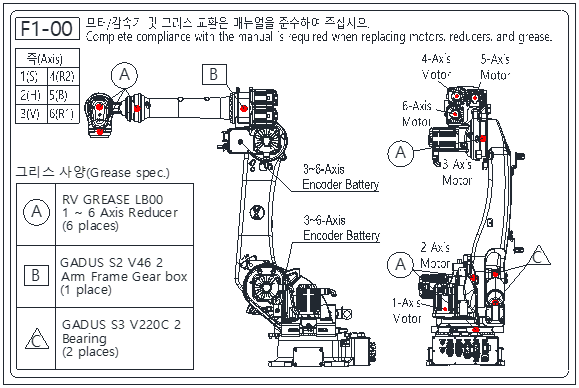 F1-00
모터/감속기 및 그리스 교환은 매뉴얼을 준수하여 주십시오.
Complete compliance with the manual is required when replacing motors, reducers, and grease.
축(Axis)
1(S) 4(R2)
2(H) 5(B)
3(V) 6(R1)
A
B
4-Axis
Motor
5-Axis
Motor
6-Axis
Motor
A
3-Axis
Motor
3~6-Axis
Encoder Battery
3~6-Axis
Encoder Battery
2-Axis
Motor
A
C
1-Axis
Motor
그리스 사양(Grease spec.)
A
RV GREASE LB00
1 ~ 6 Axis Reducer
(6 places)
B
GADUS S2 V46 2
Arm Frame Gear box
(1 place)
C
GADUS S3 V220C 2
Bearing
(2 places)